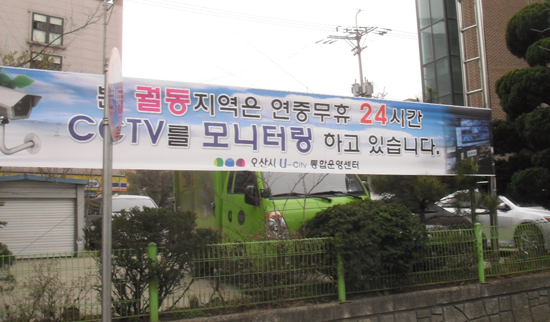 본 궐동지역은 연중무휴 24시간
CCTV를 모니터링 하고 있습니다.
오산시 U-City 통합운영센터